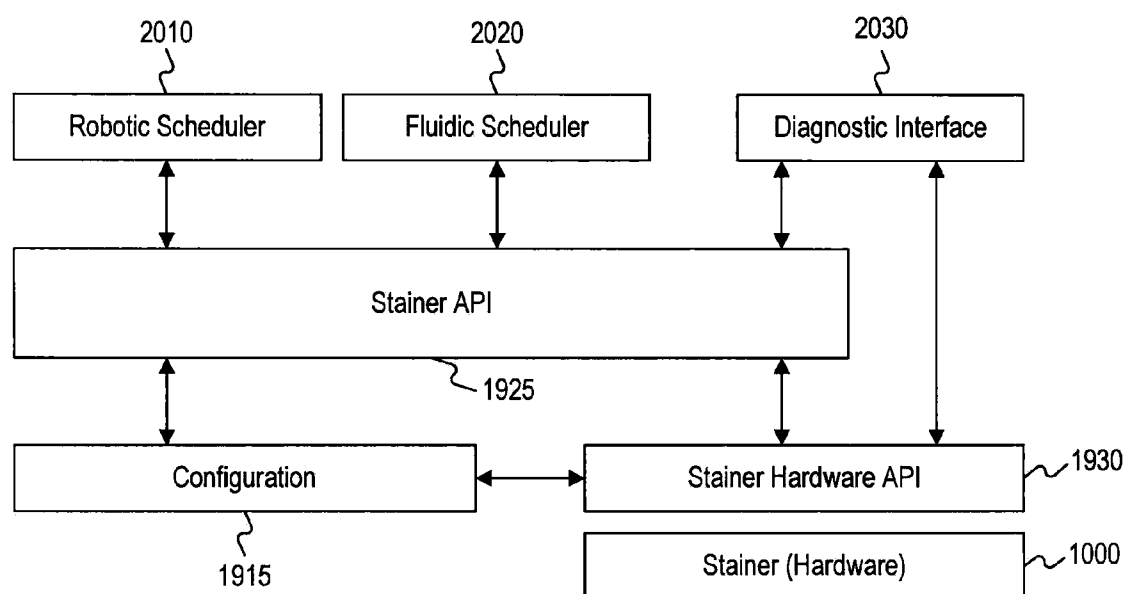 2010
2020
2030
Robotic Scheduler
Fluidic Scheduler
Diagnostic Interface
Stainer API
1925
Configuration
Stainer Hardware API
1930
1915
Stainer (Hardware)
1000